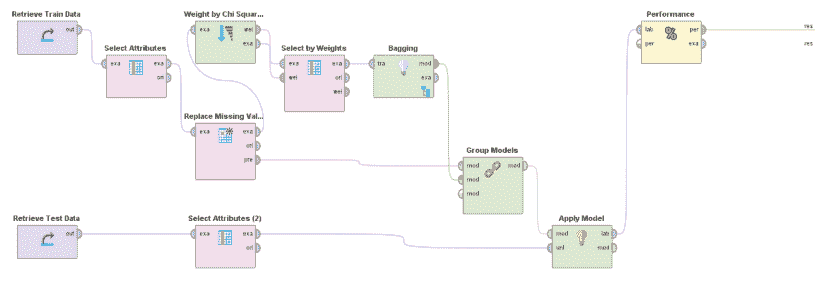 Retrieve Train Data
out
Select Attributes
exa
exa
ori
Weight by Chi Squar...
exa
wei
exa
Select by Weights
exa
exa
wei
ori
wei
Bagging
tra
mod
exa
Replace Missing Val...
exa
exa
ori
pre
Group Models
mod
mod
mod
mod
Performance
lab
per
per
exa
res
res
Retrieve Test Data
out
Select Attributes (2)
exa
exa
ori
Apply Model
mod
lab
unl
mod